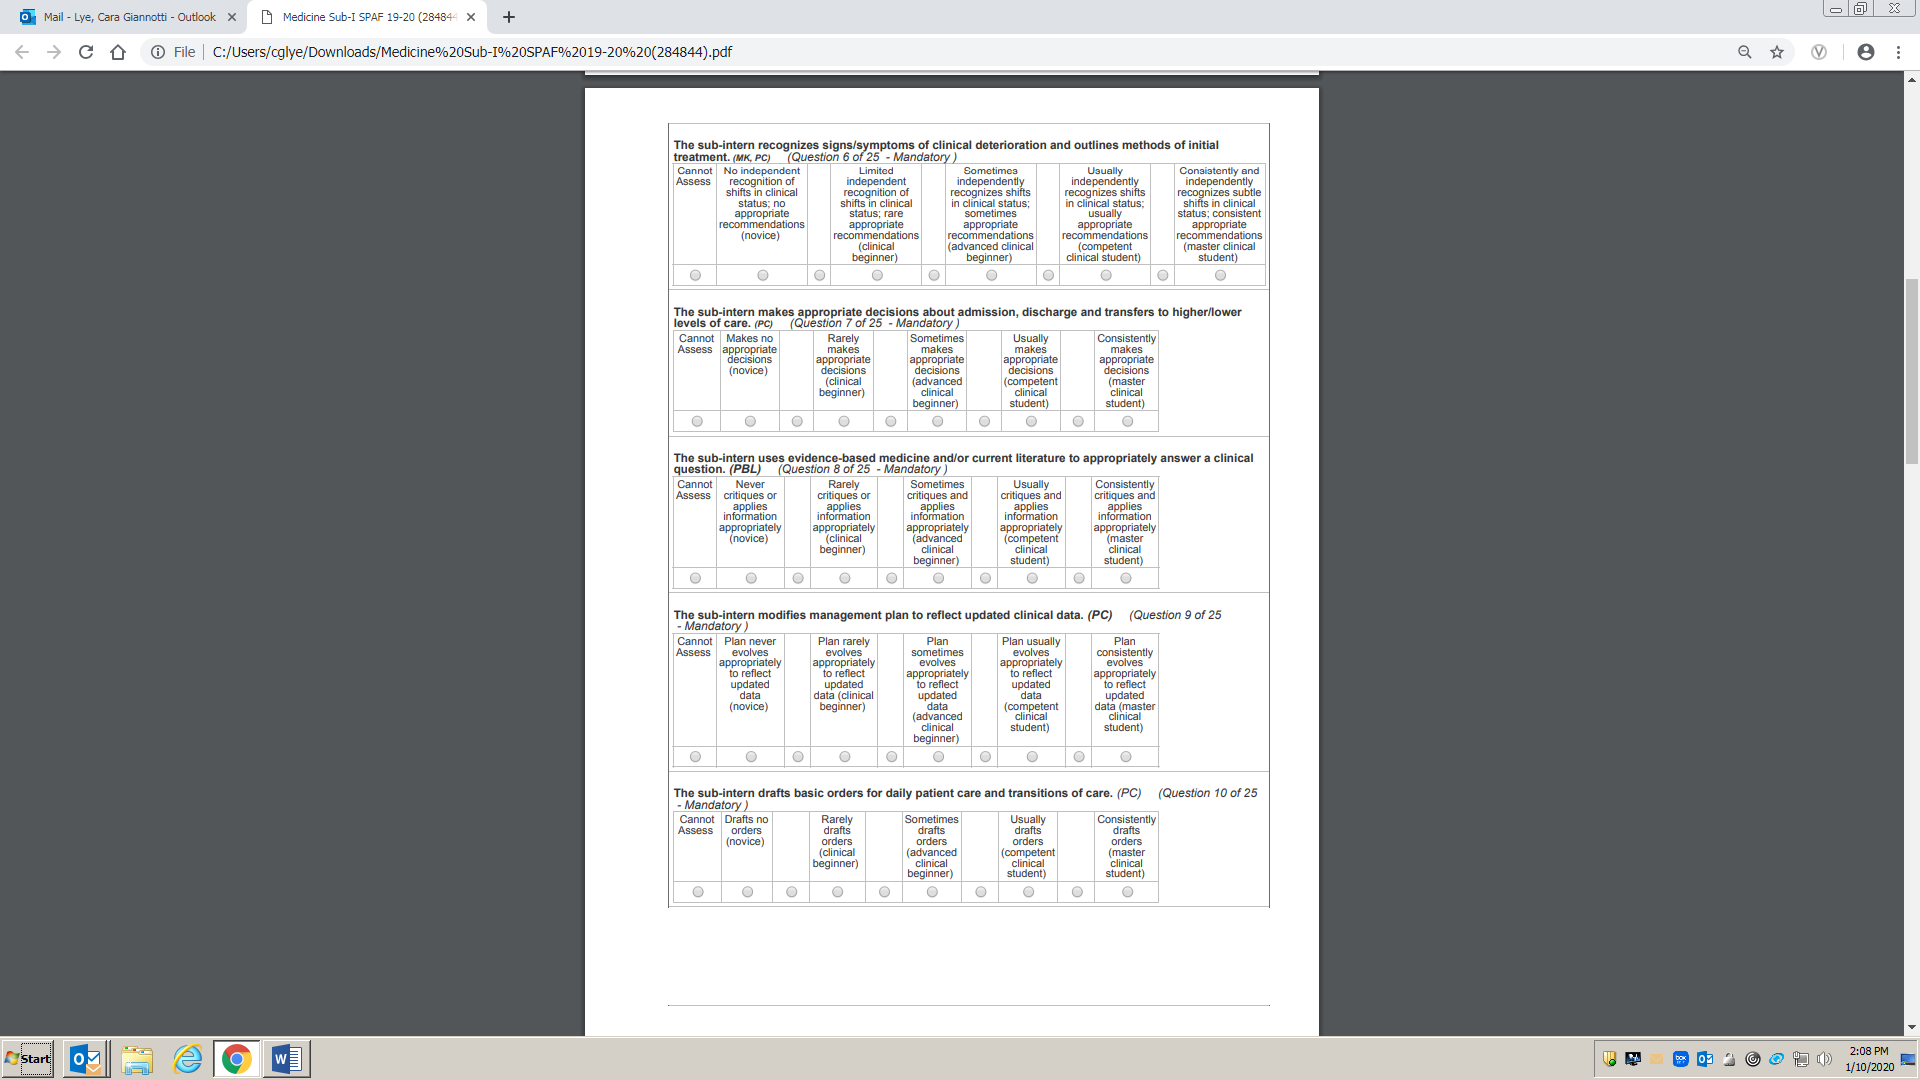 Mail - Lye, Cara Giannotti - Outlook
Medicine Sub-I SPAF 19-20 (284844
File
C:/Users/cglye/Downloads/Medicine%20Sub-I%20SPAF%2019-20%20(284844).pdf
The sub-intern recognizes signs/symptoms of clinical deterioration and outlines methods of initial
treatment. (MK, PC) (Question 6 of 25 - Mandatory )
Cannot
Assess
No independent
recognition of
shifts in clinical
status; no
appropriate
recommendations
(novice)
Limited
independent
recognition of
shifts in clinical
status; rare
appropriate
recommendations
(clinical
beginner)
Sometimes
independently
recognizes shifts
in clinical status;
sometimes
appropriate
recommendations
(advanced clinical
beginner)
Usually
independently
recognizes shifts
in clinical status;
usually
appropriate
recommendations
(competent
clinical student)
Consistently and
independently
recognizes subtle
shifts in clinical
status; consistent
appropriate
recommendations
(master clinical
student)
The sub-intern makes appropriate decisions about admission, discharge and transfers to higher/lower
levels of care. (PC) (Question 7 of 25 - Mandatory )
Cannot
Assess
Makes no
appropriate
decisions
(novice)
Rarely
makes
appropriate
decisions
(clinical
beginner)
Sometimes
makes
appropriate
decisions
(advanced
clinical
beginner)
Usually
makes
appropriate
decisions
(competent
clinical
student)
Consistently
makes
appropriate
decisions
(master
clinical
student)
The sub-intern uses evidence-based medicine and/or current literature to appropriately answer a clinical
question. (PBL) (Question 8 of 25 - Mandatory )
Cannot
Assess
Never
critiques or
applies
information
appropriately
(novice)
Rarely
critiques or
applies
information
appropriately
(clinical
beginner)
Sometimes
critiques and
applies
information
appropriately
(advanced
clinical
beginner)
Usually
critiques and
applies
information
appropriately
(competent
clinical
student)
Consistently
critiques and
applies
information
appropriately
(master
clinical
student)
The sub-intern modifies management plan to reflect updated clinical data. (PC) (Question 9 of 25
- Mandatory )
Cannot
Assess
Plan never
evolves
appropriately
to reflect
updated
data
(novice)
Plan rarely
evolves
appropriately
to reflect
updated
data (clinical
beginner)
Plan
sometimes
evolves
appropriately
to reflect
updated
data
(advanced
clinical
beginner)
Plan usually
evolves
appropriately
to reflect
updated
data
(competent
clinical
student)
Plan
consistently
evolves
appropriately
to reflect
updated
data (master
clinical
student)
The sub-intern drafts basic orders for daily patient care and transitions of care. (PC) (Question 10 of 25
- Mandatory )
Cannot
Assess
Drafts no
orders
(novice)
Rarely
drafts
orders
(clinical
beginner)
Sometimes
drafts
orders
(advanced
clinical
beginner)
Usually
drafts
orders
(competent
clinical
student)
Consistently
drafts
orders
(master
clinical
student)
Start
2:08 PM
1/10/2020